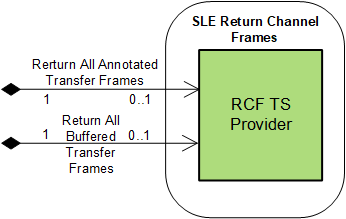 SLE Return Channel
Frames
Rerturn All Annotated
Transfer Frames
1
0..1
RCF TS
Provider
Return All
1
Buffered
0..1
Transfer
Frames